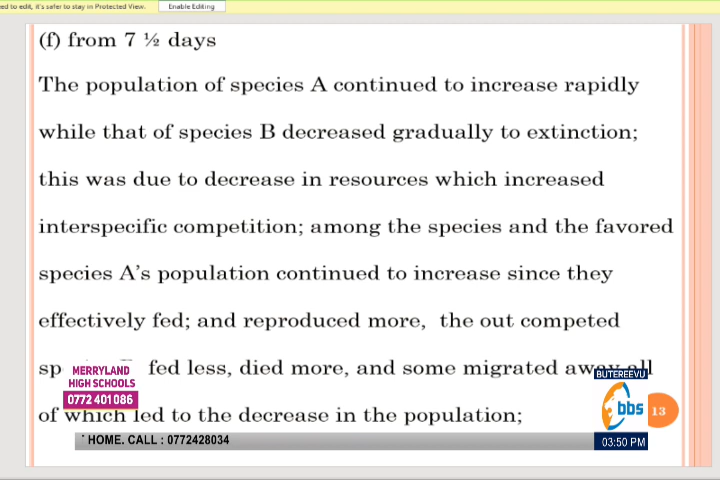 ed to edit, it's safer to stay in Protected View. Enable Editing
(f) from 7 ½ days
The population of species A continued to increase rapidly
while that of species B decreased gradually to extinction;
this was due to decrease in resources which increased
interspecific competition; among the species and the favored
species A's population continued to increase since they
effectively fed; and reproduced more, the out competed
sp fed less, died more, and some migrated away all
of which led to the decrease in the population;
MERRYLAND
HIGH SCHOOLS
0772 401 086
BUTEREEVU
bbs
13
HOME. CALL : 0772428034
03:50 PM